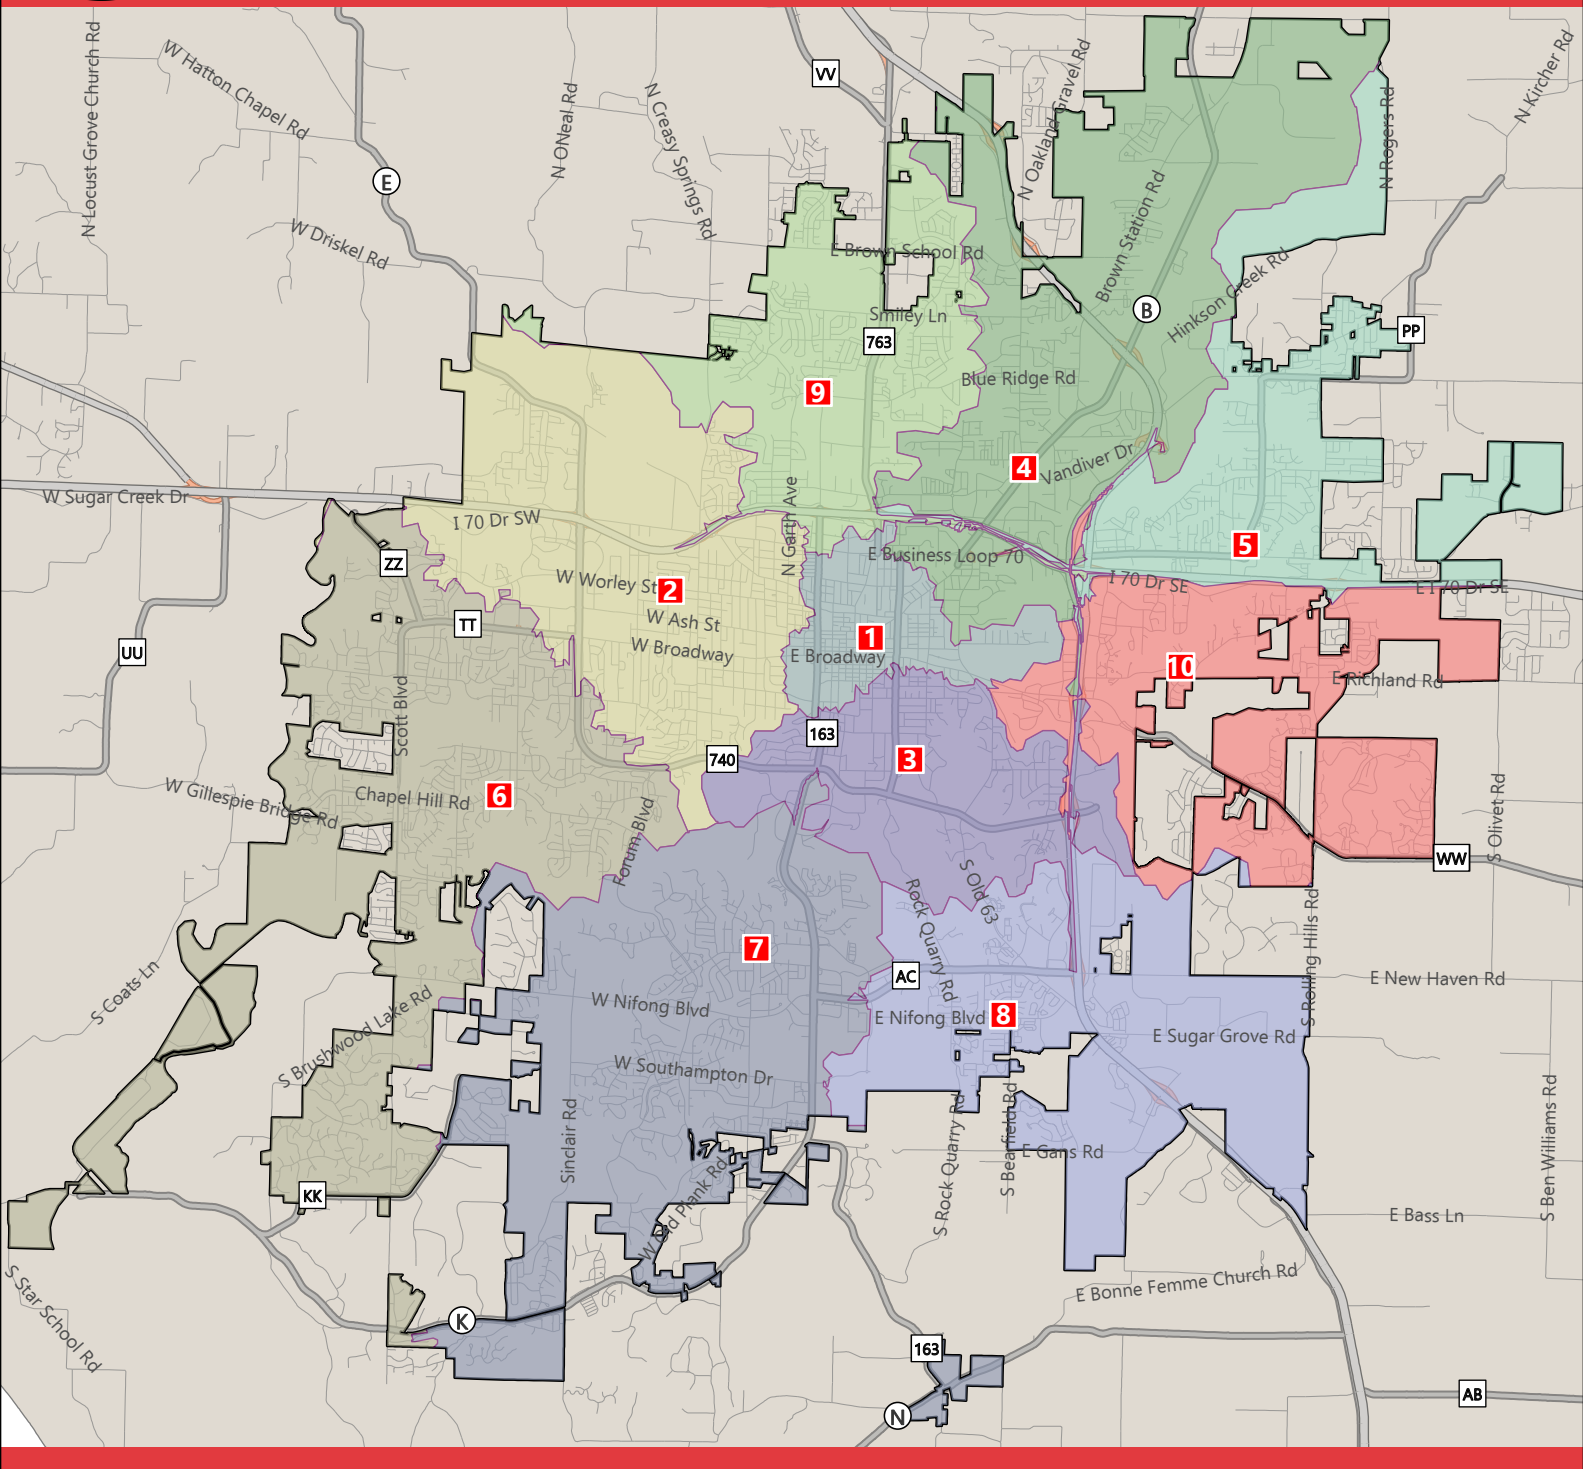 N Locust Grove Church Rd
W Hatton Chapel Rd
E
W Driskel Rd
N ONeal Rd
N Creasy Springs Rd
VV
N Oakland Gravel Rd
Brown Station Rd
N Rogers Rd
N Kircher Rd
E Brown School Rd
Hinkson Creek Rd
B
PP
Smiley Ln
763
Blue Ridge Rd
9
4
Vandiver Dr
W Sugar Creek Dr
I 70 Dr SW
N Garth Ave
5
E Business Loop 70
I 70 Dr SE
E I 70 Dr SE
ZZ
W Worley St
2
W Ash St
TT
UU
W Broadway
1
E Broadway
10
E Richland Rd
Scott Blvd
163
740
3
W Gillespie Bridge Rd
Chapel Hill Rd
6
Forum Blvd
S Olivet Rd
WW
S Old 63
Rock Quarry Rd
7
S Coats Ln
AC
E New Haven Rd
S Rolling Hills Rd
W Nifong Blvd
E Nifong Blvd
8
E Sugar Grove Rd
S Brushwood Lake Rd
W Southampton Dr
Sinclair Rd
S Rock Quarry Rd
S Bearfield Rd
E Gans Rd
S Ben Williams Rd
KK
W Old Plank Rd
E Bass Ln
S Star School Rd
K
E Bonne Femme Church Rd
163
AB
N